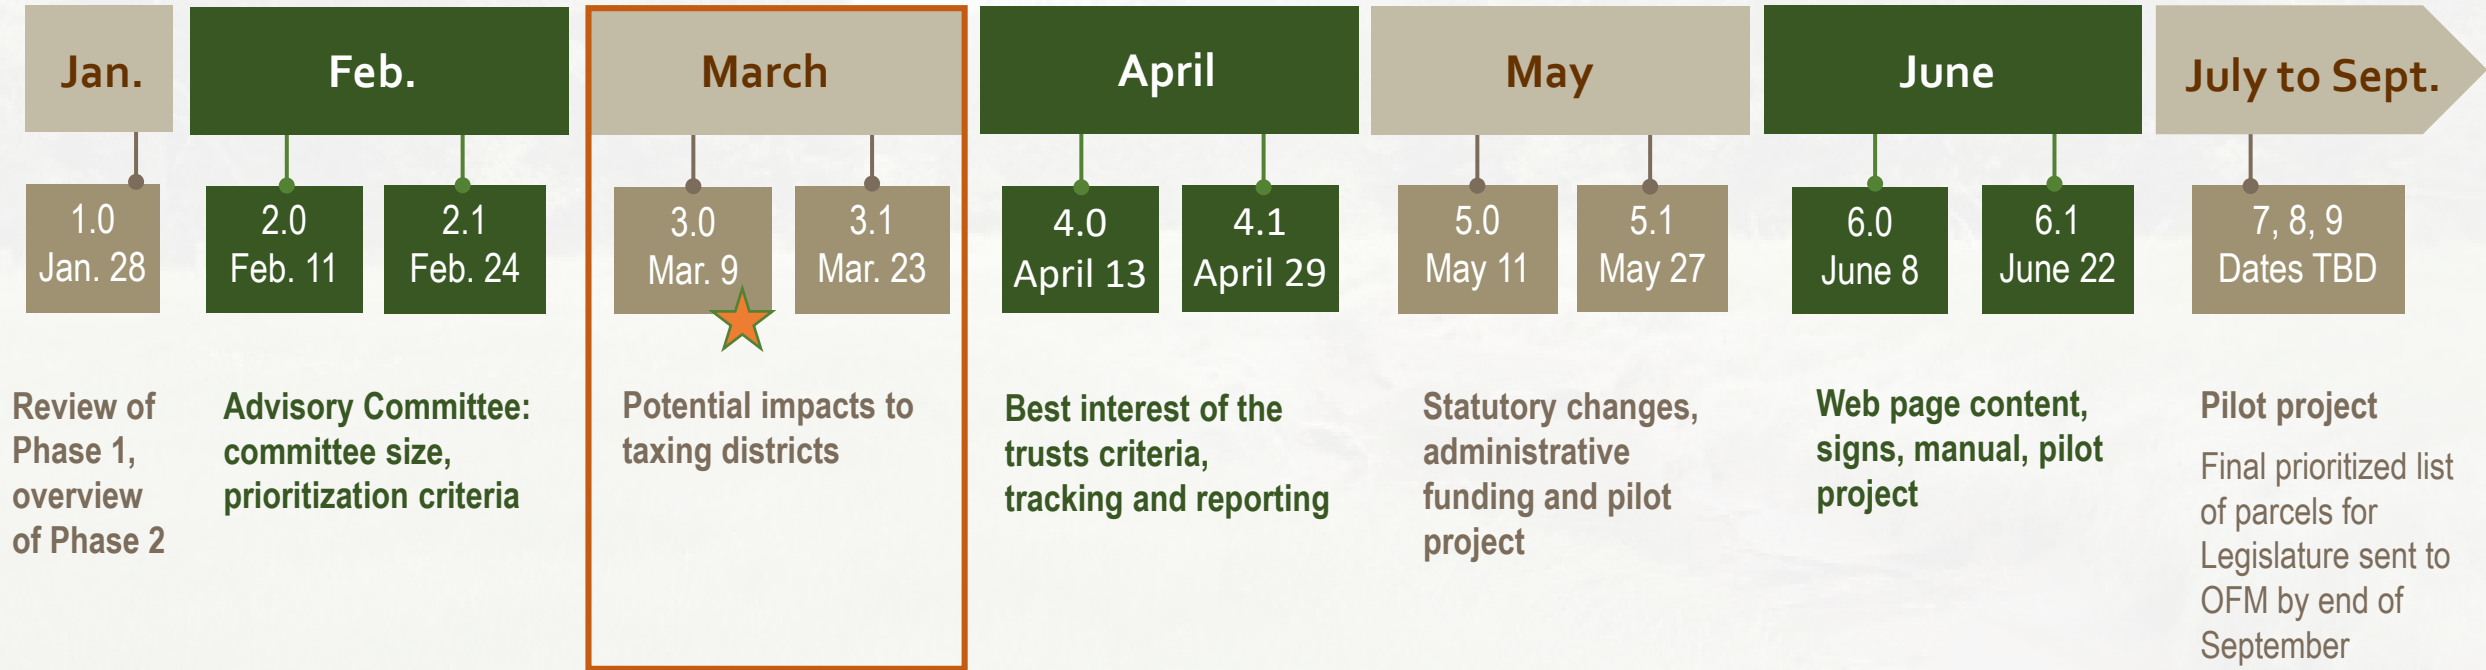 Jan.
Feb.
March
April
May
June
July to Sept.
1.0
Jan. 28
2.0
Feb. 11
2.1
Feb. 24
3.0
Mar. 9
3.1
Mar. 23
4.0
April 13
4.1
April 29
5.0
May 11
5.1
May 27
6.0
June 8
6.1
June 22
7, 8, 9
Dates TBD
Review of
Phase 1,
overview
of Phase 2
Advisory Committee:
committee size,
prioritization criteria
Potential impacts to
taxing districts
Best interest of the
trusts criteria,
tracking and reporting
Statutory changes,
administrative
funding and pilot
project
Web page content,
signs, manual, pilot
project
Pilot project
Final prioritized list
of parcels for
Legislature sent to
OFM by end of
September